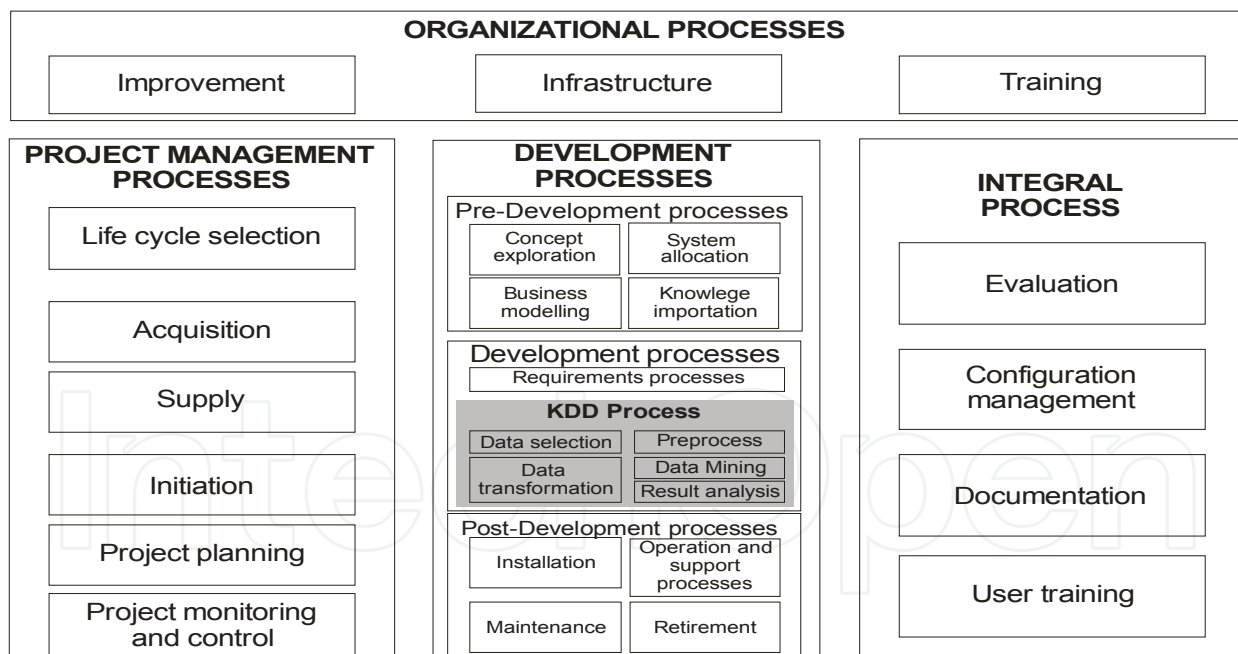 ORGANIZATIONAL PROCESSES
Improvement
Infrastructure
Training
PROJECT MANAGEMENT
PROCESSES
Life cycle selection
Acquisition
Supply
Initiation
Project planning
Project monitoring
and control
DEVELOPMENT
PROCESSES
Pre-Development processes
Concept
exploration
System
allocation
Business
modelling
Knowlege
importation
Development processes
Requirements processes
KDD Process
Data selection
Preprocess
Data
transformation
Data Mining
Result analysis
Post-Development processes
Installation
Operation and
support
processes
Maintenance
Retirement
INTEGRAL
PROCESS
Evaluation
Configuration
management
Documentation
User training
IntechOpen